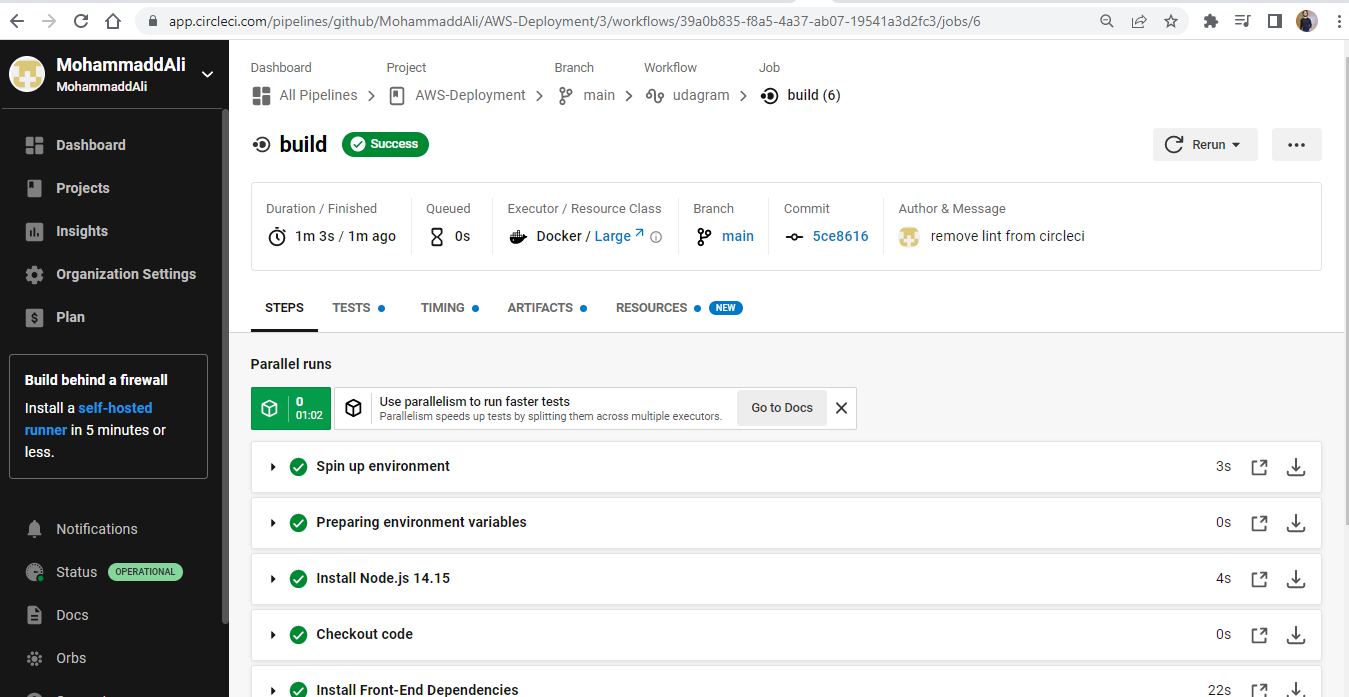 app.circleci.com/pipelines/github/MohammaddAli/AWS-Deployment/3/workflows/39a0b835-f8a5-4a37-ab07-19541a3d2fc3/jobs/6
MohammaddAli
MohammaddAli
Dashboard
Projects
Insights
Organization Settings
Plan
Build behind a firewall
Install a self-hosted
runner in 5 minutes or
less.
Notifications
Status OPERATIONAL
Docs
Orbs
Dashboard Project Branch Workflow Job
All Pipelines AWS-Deployment main udagram build (6)
build Success Rerun
Duration / Finished Queued Executor / Resource Class Branch Commit Author & Message
1m 3s / 1m ago 0s Docker / Large main 5ce8616 remove lint from circleci
STEPS TESTS TIMING ARTIFACTS RESOURCES NEW
Parallel runs
0
01:02
Use parallelism to run faster tests
Parallelism speeds up tests by splitting them across multiple executors.
Go to Docs
Spin up environment 3s
Preparing environment variables 0s
Install Node.js 14.15 4s
Checkout code 0s
Install Front-End Dependencies 22s